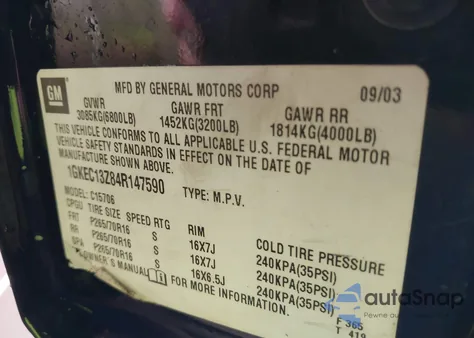 GM
MFD BY GENERAL MOTORS CORP 09/03
GVWR GAWR FRT GAWR RR
3085KG(6800LB) 1452KG(3200LB) 1814KG(4000LB)
THIS VEHICLE CONFORMS TO ALL APPLICABLE U.S. FEDERAL MOTOR
VEHICLE SAFETY STANDARDS IN EFFECT ON THE DATE OF
MANUFACTURE SHOWN ABOVE.
1GKEC13Z84R147590 TYPE: M.P.V.
MODEL: C15706
CPGU TIRE SIZE SPEED RTG RIM COLD TIRE PRESSURE
FRT P265/70R16 S 16X7J 240KPA(35PSI)
RR P265/70R16 S 16X7J 240KPA(35PSI)
SPA P265/70R16 S 16X6.5J 240KPA(35PSI)
OWNER'S MANUAL FOR MORE INFORMATION.
F 365
T 419
autoSnap